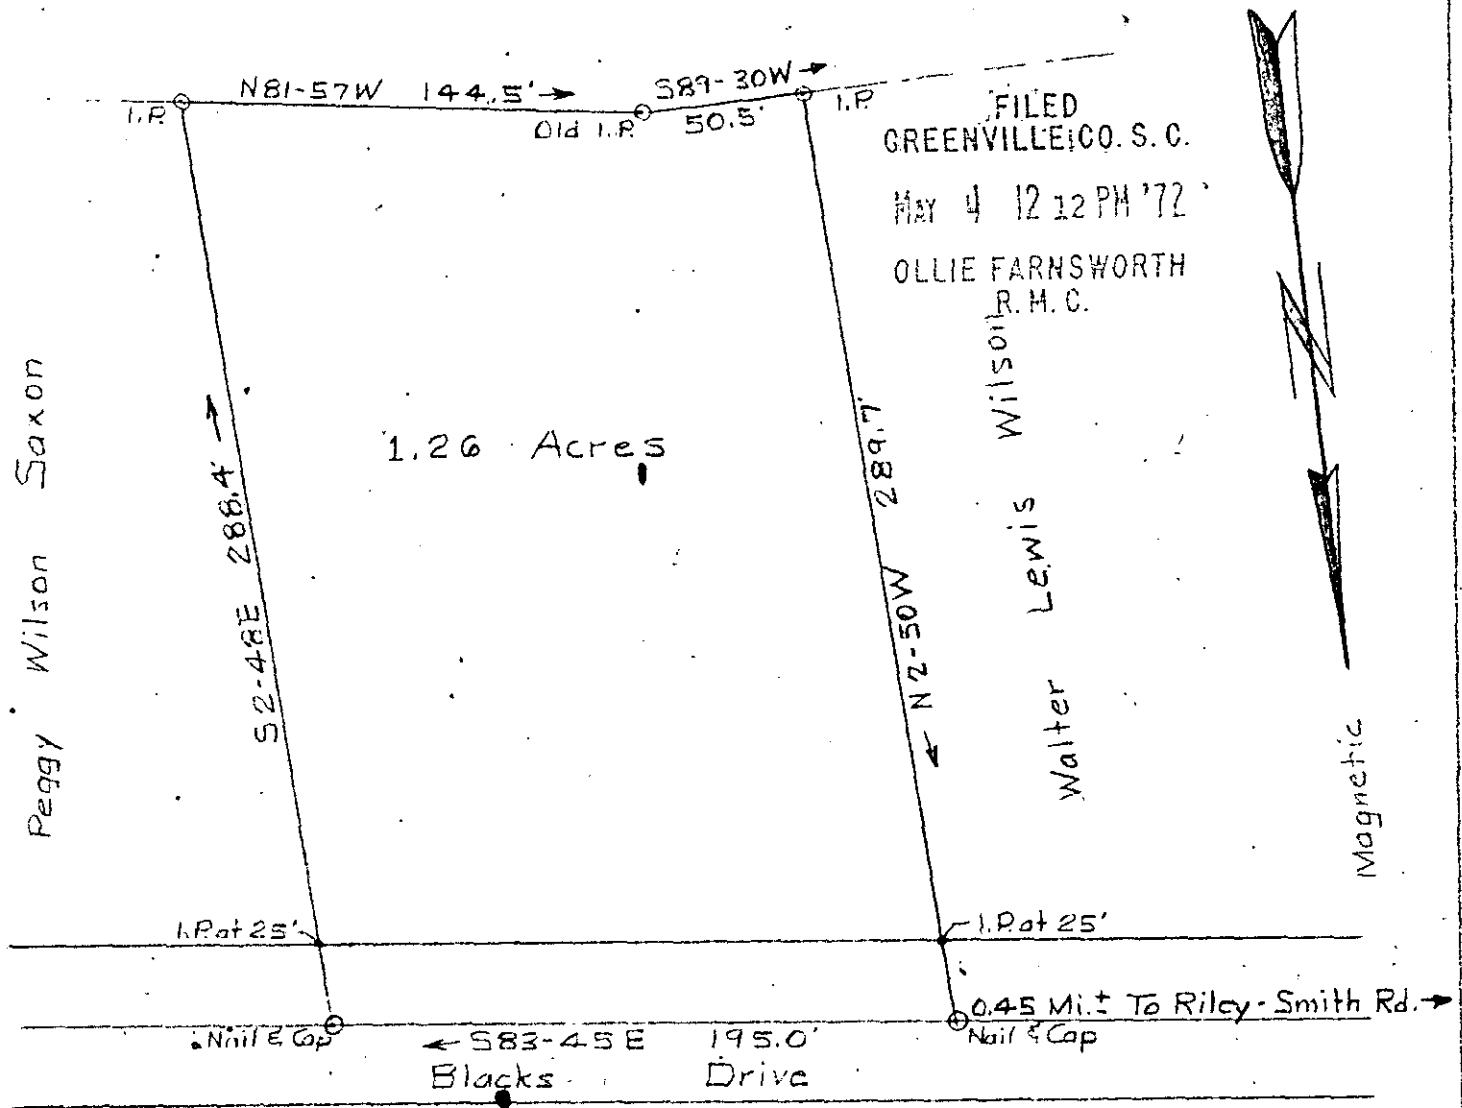 N81-57W 144.5'
S89-30W
50.5'
I.P.
Old I.P.
I.P.
FILED
GREENVILLE CO. S. C.
MAY 4 12 12 PM '72
OLLIE FARNSWORTH
R. M. C.
Peggy Wilson Saxon
S2-48E 288.4'
1.26 Acres
N2-50W 289.7'
Walter Lewis Wilson
Magnetic
I.P. at 25'
I.P. at 25'
0.45 Mi.± To Riley-Smith Rd.
Nail & Cap
S83-45E 195.0'
Nail & Cap
Blacks Drive